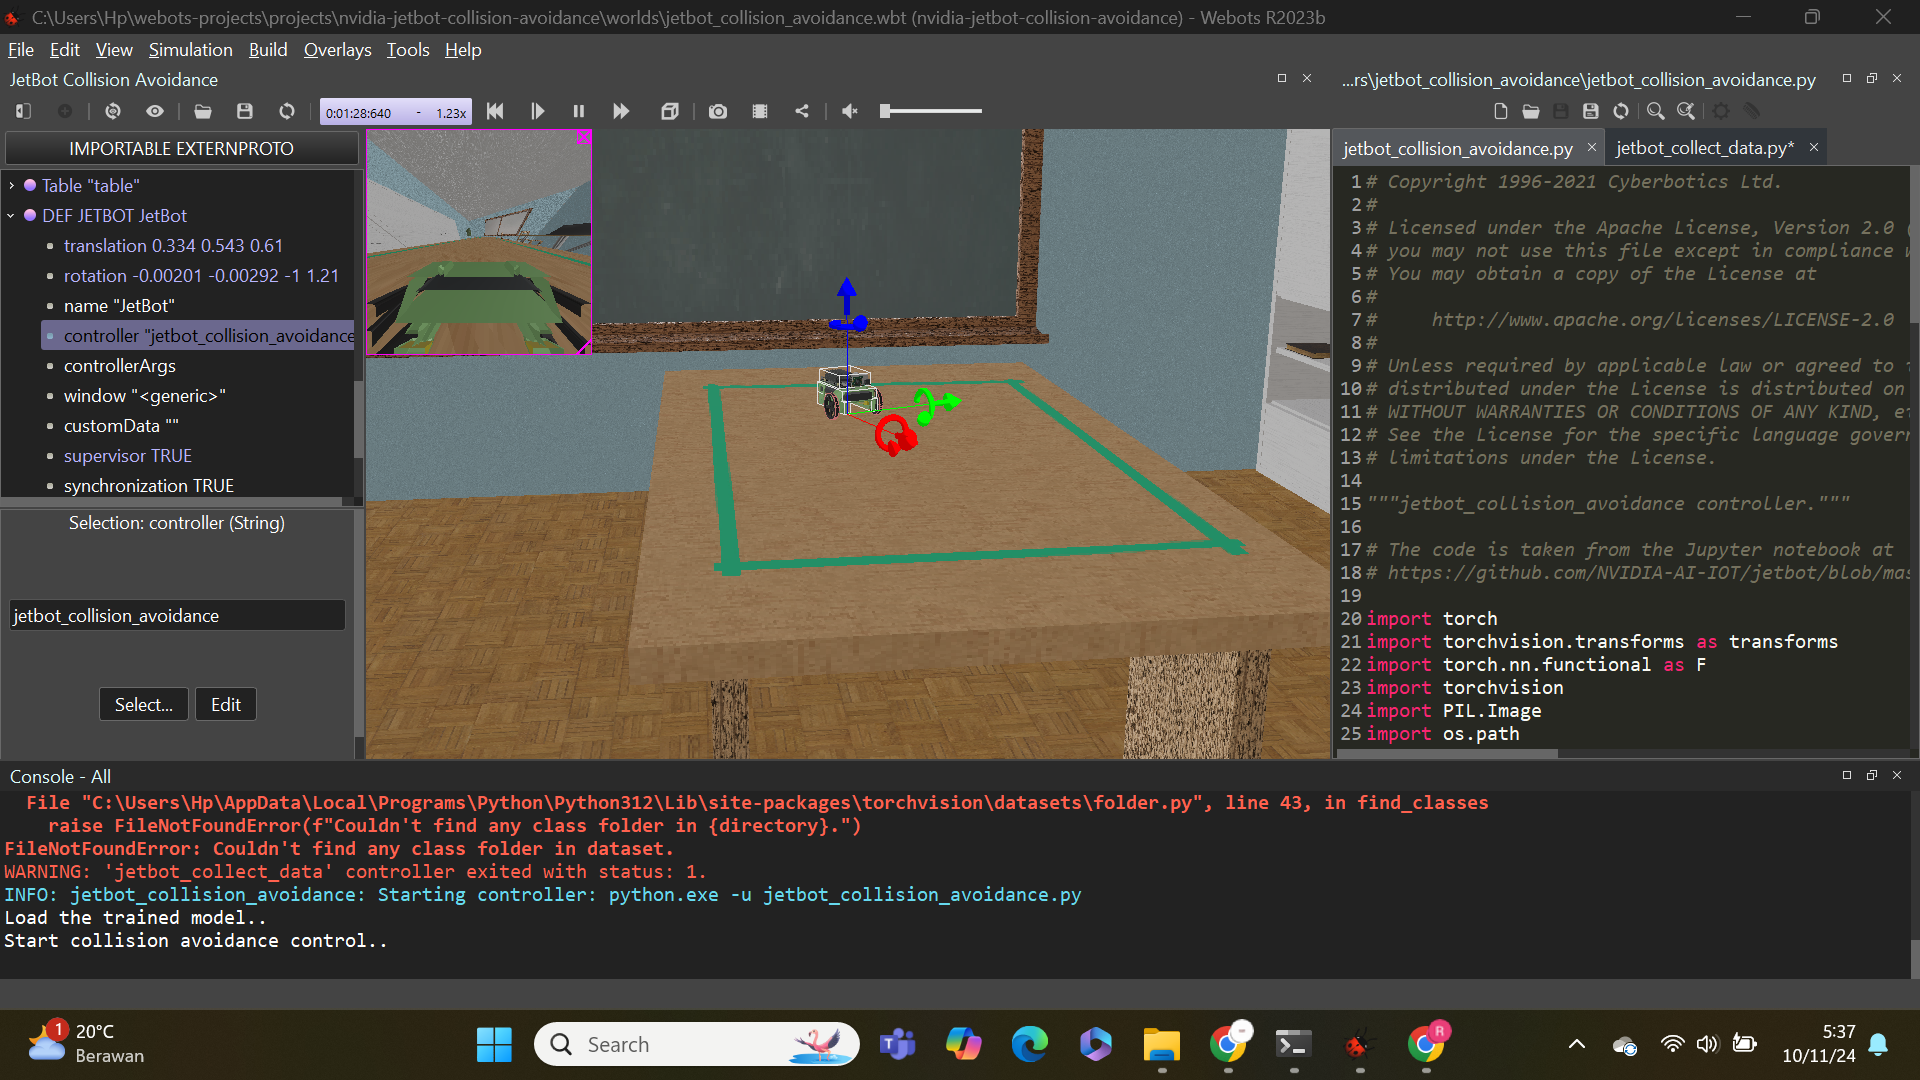 C:\Users\Hp\webots-projects\projects\nvidia-jetbot-collision-avoidance\worlds\jetbot_collision_avoidance.wbt (nvidia-jetbot-collision-avoidance) - Webots R2023b
File Edit View Simulation Build Overlays Tools Help
JetBot Collision Avoidance
0:01:28:640 - 1.23x
IMPORTABLE EXTERNPROTO
Table "table"
DEF JETBOT JetBot
translation 0.334 0.543 0.61
rotation -0.00201 -0.00292 -1 1.21
name "JetBot"
controller "jetbot_collision_avoidance
controllerArgs
window "<generic>"
customData ""
supervisor TRUE
synchronization TRUE
Selection: controller (String)
jetbot_collision_avoidance
Select... Edit
...rs\jetbot_collision_avoidance\jetbot_collision_avoidance.py
jetbot_collision_avoidance.py jetbot_collect_data.py*
1 # Copyright 1996-2021 Cyberbotics Ltd.
2 #
3 # Licensed under the Apache License, Version 2.0
4 # you may not use this file except in compliance
5 # You may obtain a copy of the License at
6 #
7 # http://www.apache.org/licenses/LICENSE-2.0
8 #
9 # Unless required by applicable law or agreed to
10 # distributed under the License is distributed on
11 # WITHOUT WARRANTIES OR CONDITIONS OF ANY KIND,
12 # See the License for the specific language govern
13 # limitations under the License.
14
15 """jetbot_collision_avoidance controller."""
16
17 # The code is taken from the Jupyter notebook at
18 # https://github.com/NVIDIA-AI-IOT/jetbot/blob/mas
19
20 import torch
21 import torchvision.transforms as transforms
22 import torch.nn.functional as F
23 import torchvision
24 import PIL.Image
25 import os.path
Console - All
File "C:\Users\Hp\AppData\Local\Programs\Python\Python312\Lib\site-packages\torchvision\datasets\folder.py", line 43, in find_classes
raise FileNotFoundError(f"Couldn't find any class folder in {directory}.")
FileNotFoundError: Couldn't find any class folder in dataset.
WARNING: 'jetbot_collect_data' controller exited with status: 1.
INFO: jetbot_collision_avoidance: Starting controller: python.exe -u jetbot_collision_avoidance.py
Load the trained model..
Start collision avoidance control..
1
20°C
Berawan
Search
R
5:37
10/11/24